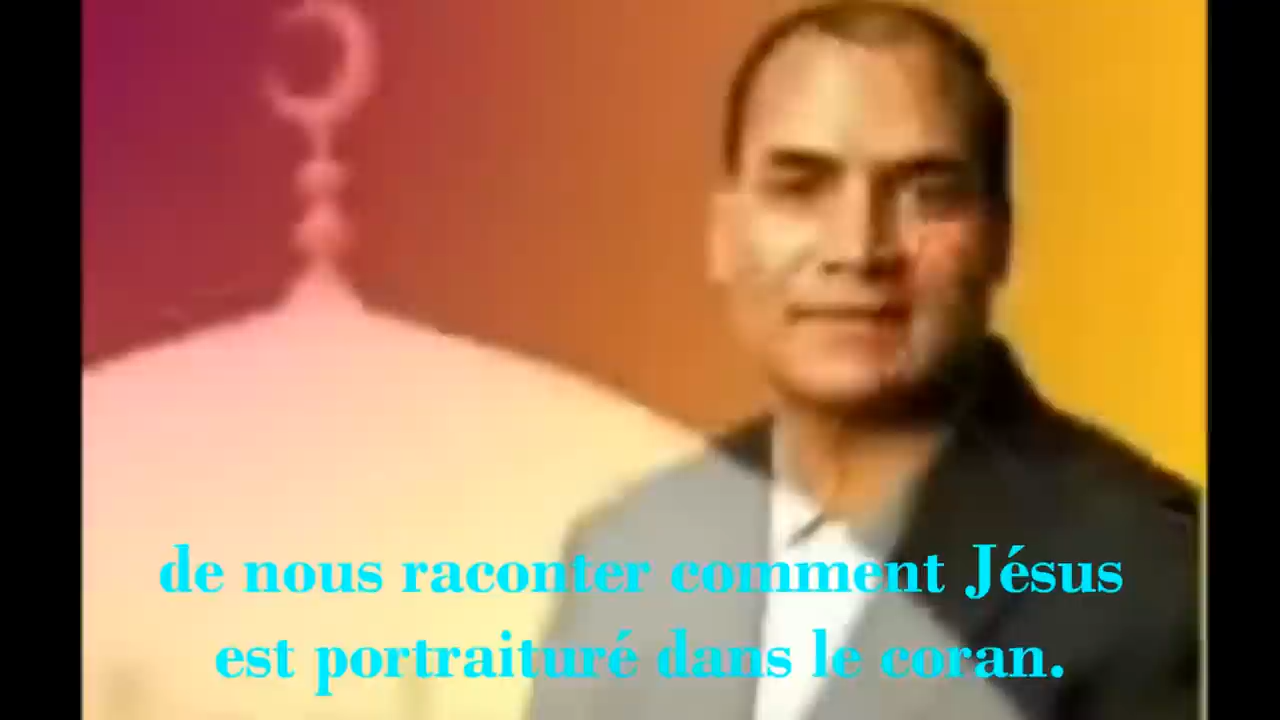 de nous raconter comment Jésus
est portraituré dans le coran.